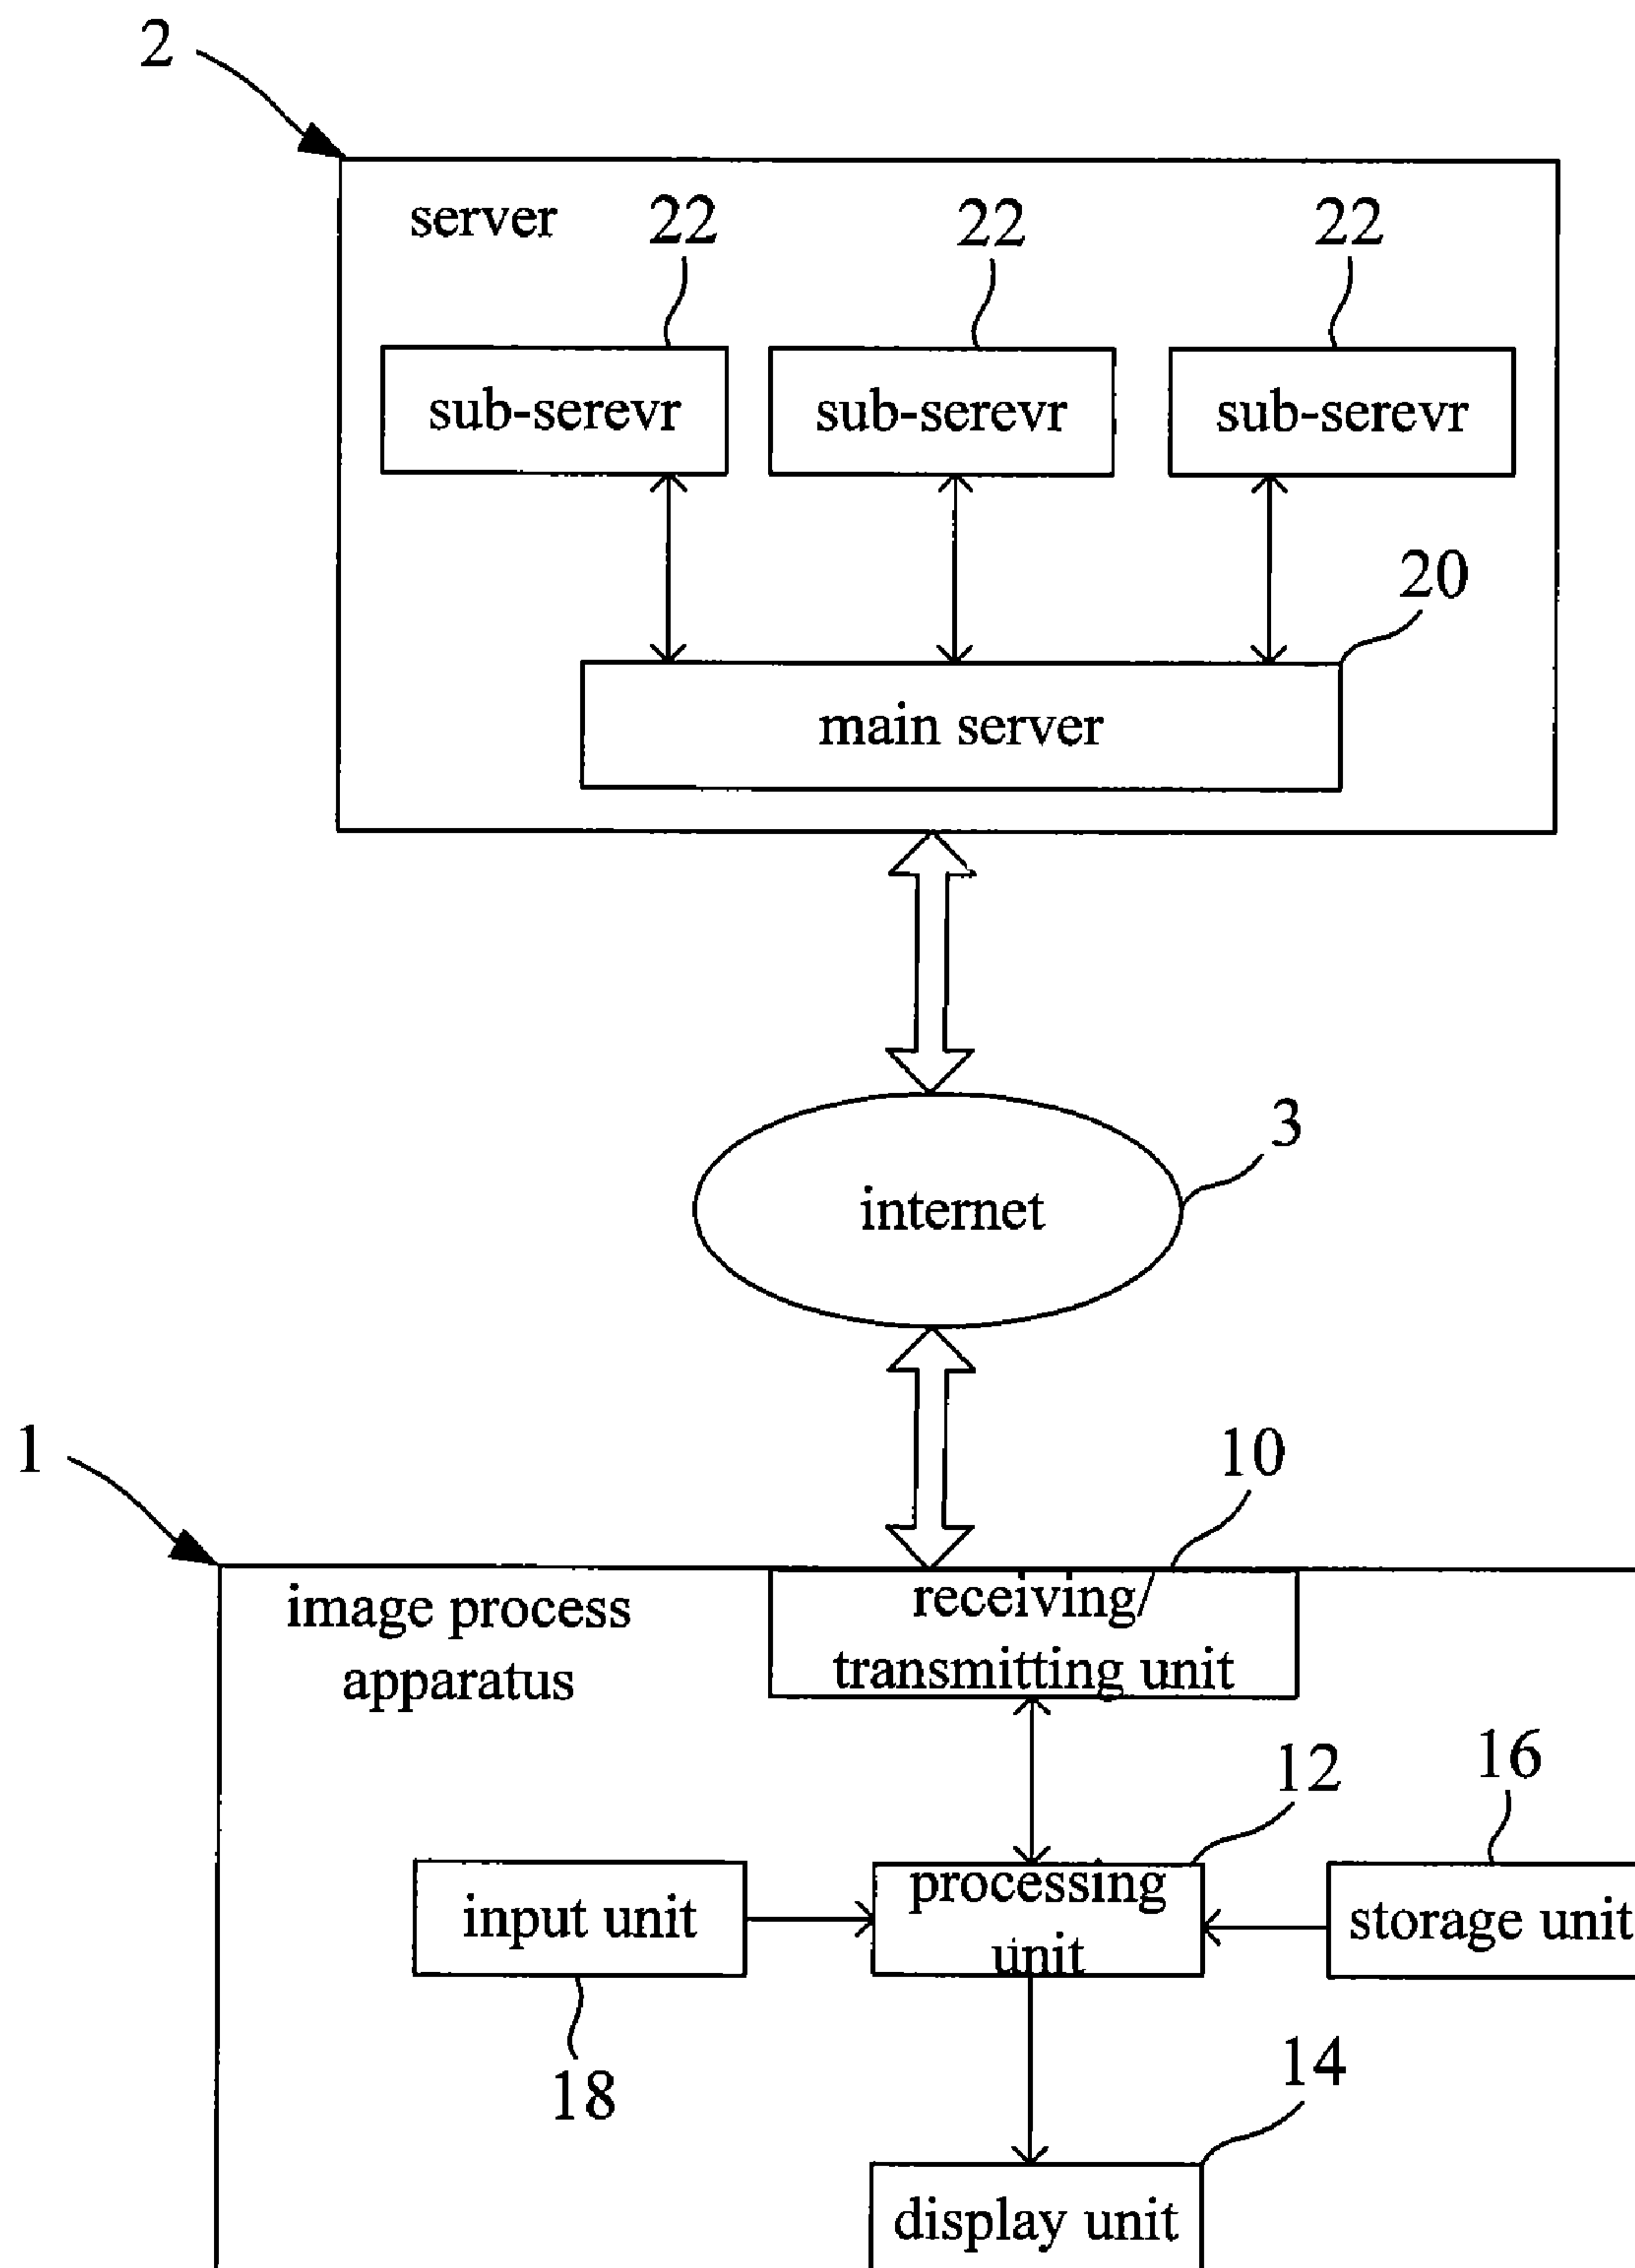 2
server
22
22
22
sub-serevr
sub-serevr
sub-serevr
20
main server
3
internet
1
10
image process
apparatus
receiving/
transmitting unit
12
16
input unit
processing
unit
storage unit
18
14
display unit